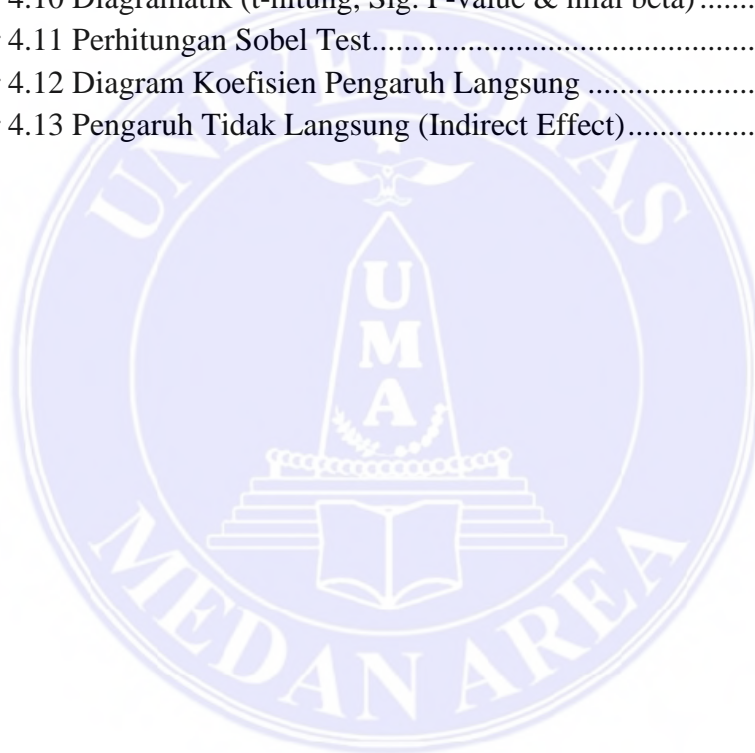 4.10 Diagramatik (t-hitung, Sig. P-Value & nilai beta)......
4.11 Perhitungan Sobel Test..........................................
4.12 Diagram Koefisien Pengaruh Langsung ....................
4.13 Pengaruh Tidak Langsung (Indirect Effect)................
UNIVERSITAS
UMA
MEDAN AREA